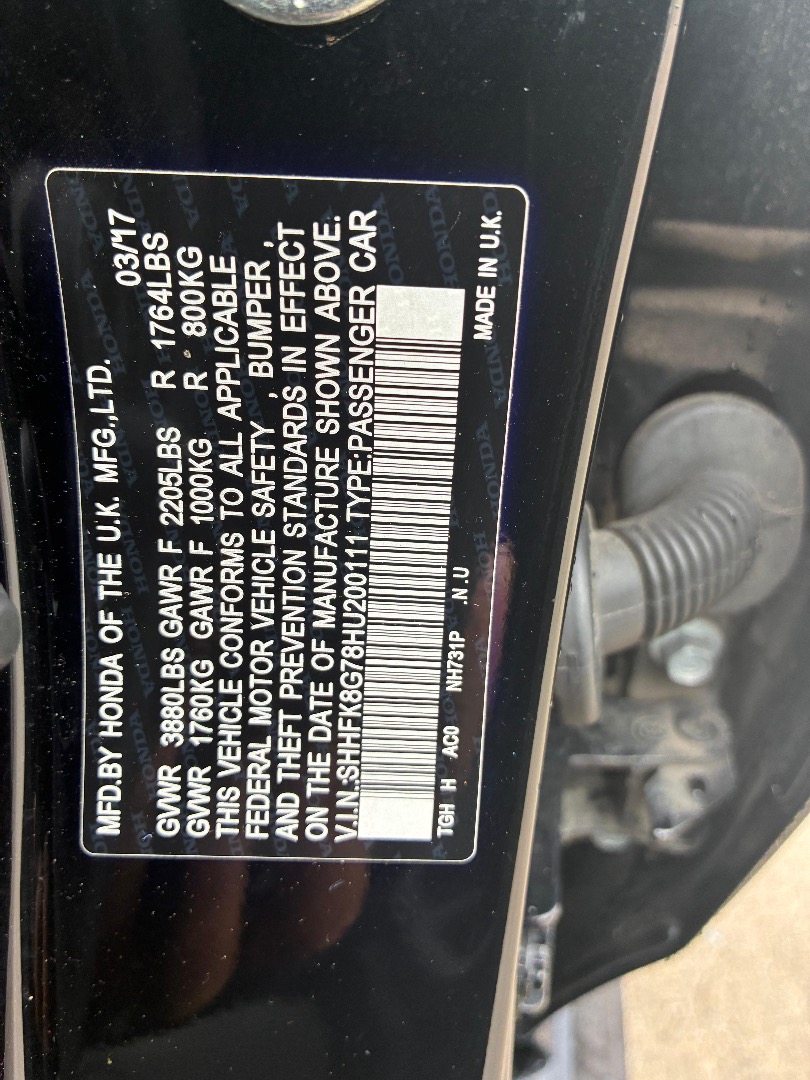 MFD.BY HONDA OF THE U.K. MFG.,LTD. 03/17
GVWR 3880LBS GAWR F 2205LBS R 1764LBS
GVWR 1760KG GAWR F 1000KG R 800KG
THIS VEHICLE CONFORMS TO ALL APPLICABLE
FEDERAL MOTOR VEHICLE SAFETY , BUMPER ,
AND THEFT PREVENTION STANDARDS IN EFFECT
ON THE DATE OF MANUFACTURE SHOWN ABOVE.
V.I.N.:SHHFK8G78HU200111 TYPE:PASSENGER CAR
TGH H AC0 NH731P .N.U MADE IN U.K.